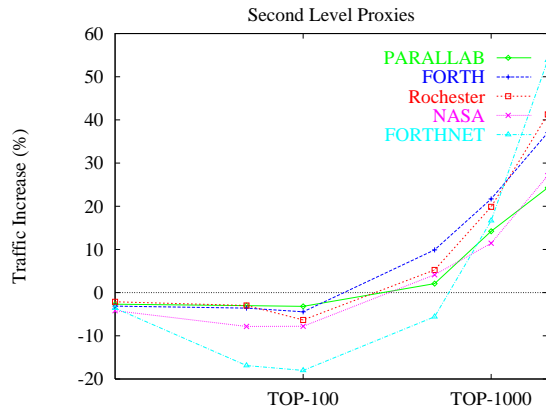 Second Level Proxies
60
50
40
30
20
10
0
-10
-20
Traffic Increase (%)
PARALLAB
FORTH
Rochester
NASA
FORTHNET
TOP-100
TOP-1000